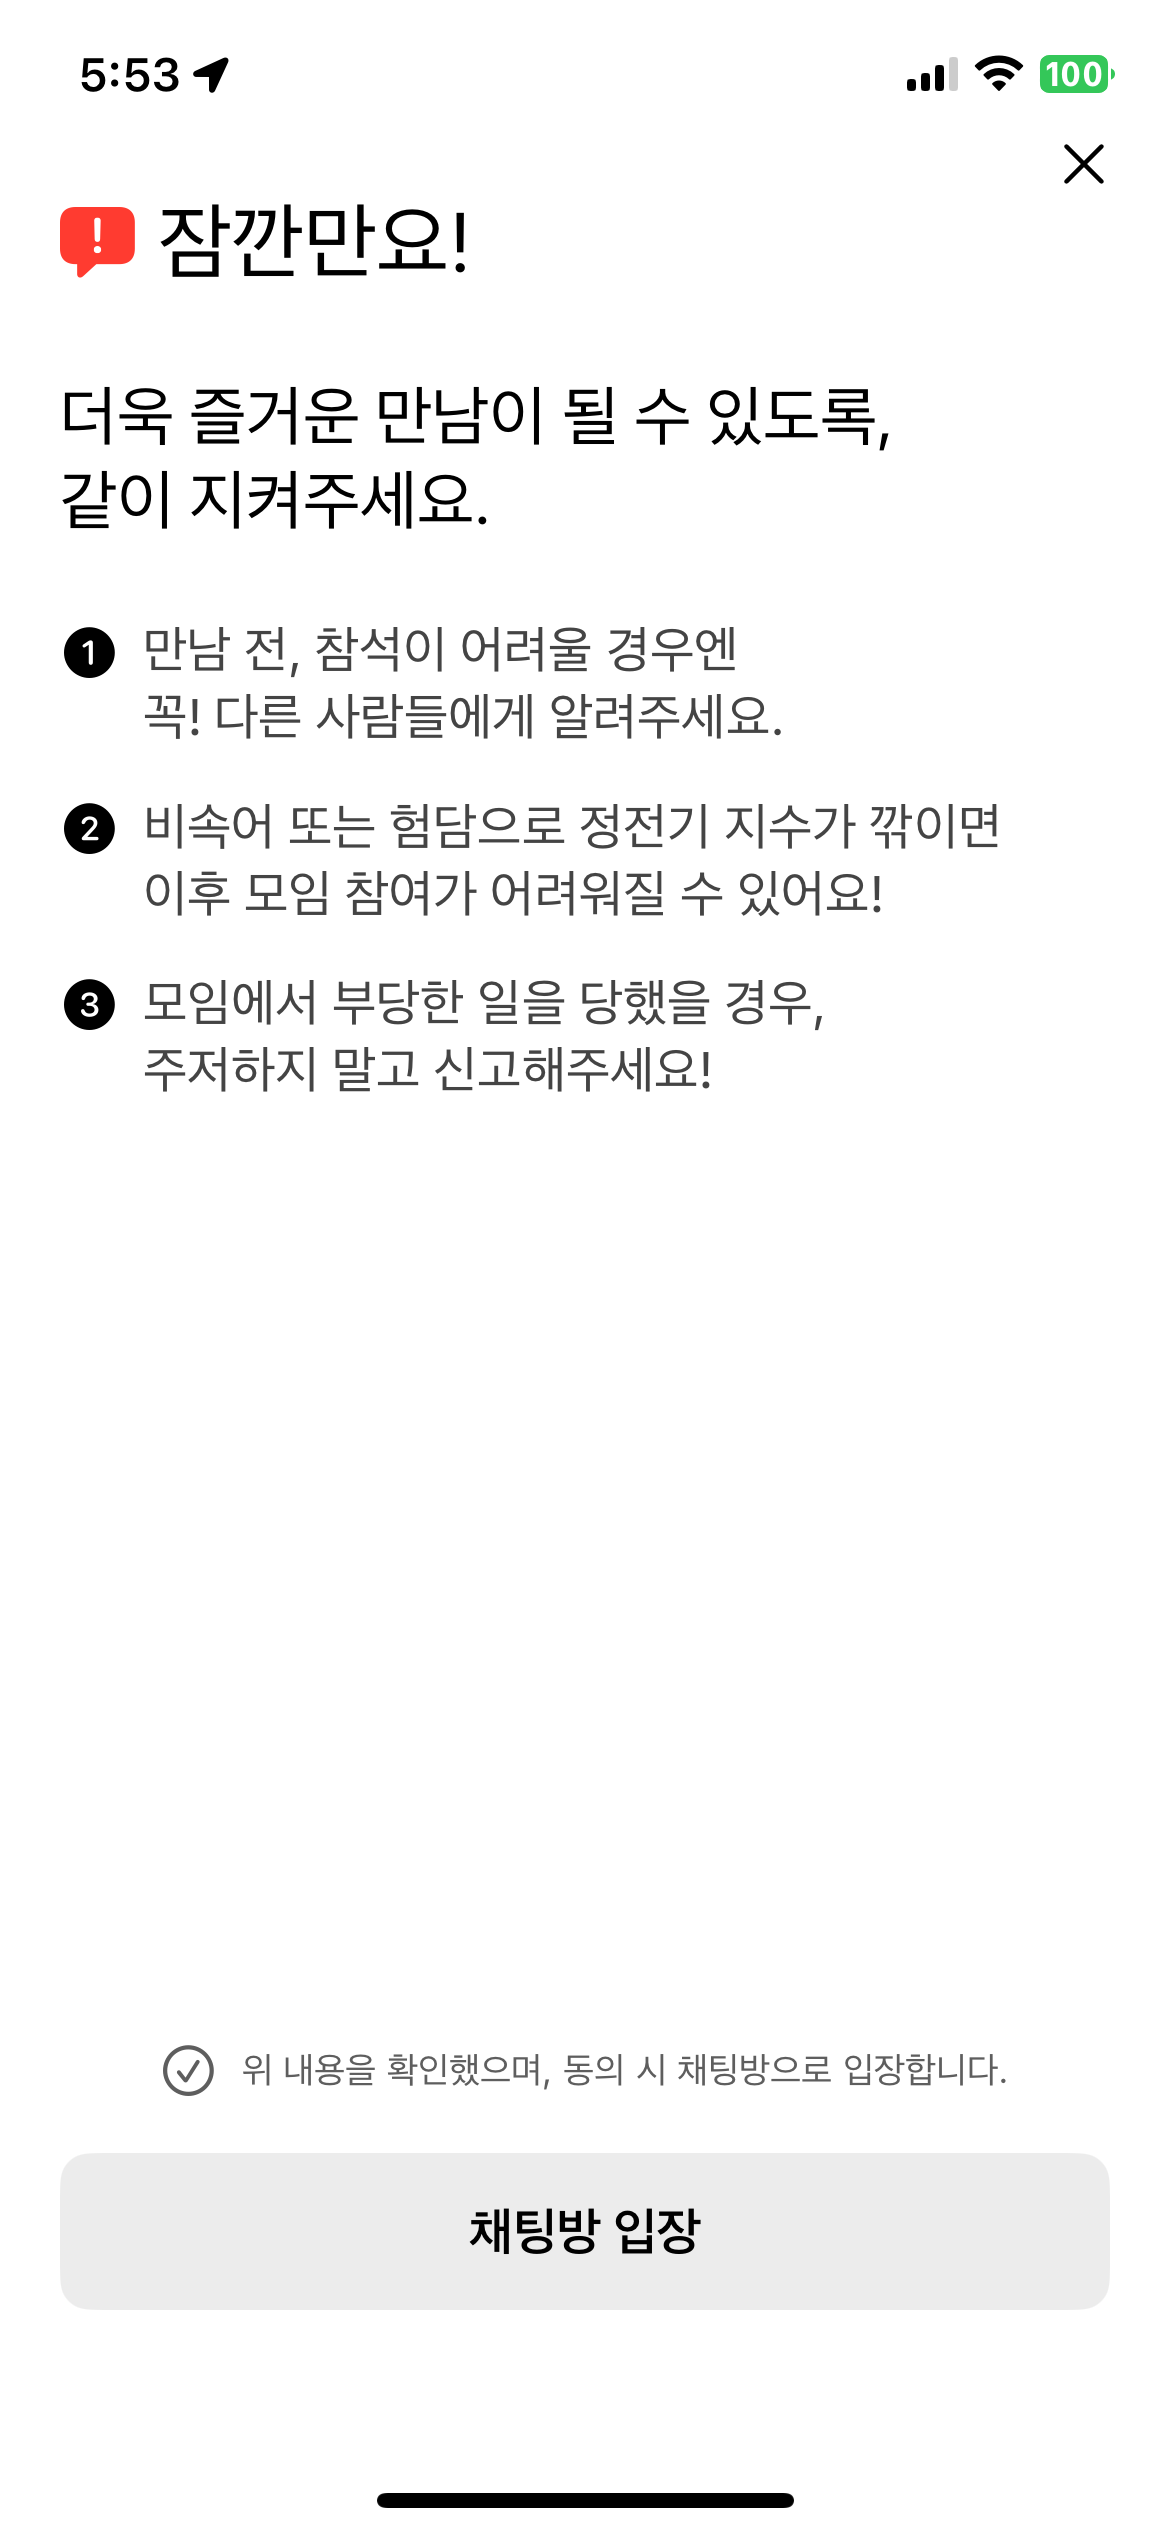 5:53
100
잠깐만요!
더욱 즐거운 만남이 될 수 있도록,
같이 지켜주세요.
1 만남 전, 참석이 어려울 경우엔
꼭! 다른 사람들에게 알려주세요.
2 비속어 또는 험담으로 정전기 지수가 깎이면
이후 모임 참여가 어려워질 수 있어요!
3 모임에서 부당한 일을 당했을 경우,
주저하지 말고 신고해주세요!
위 내용을 확인했으며, 동의 시 채팅방으로 입장합니다.
채팅방 입장